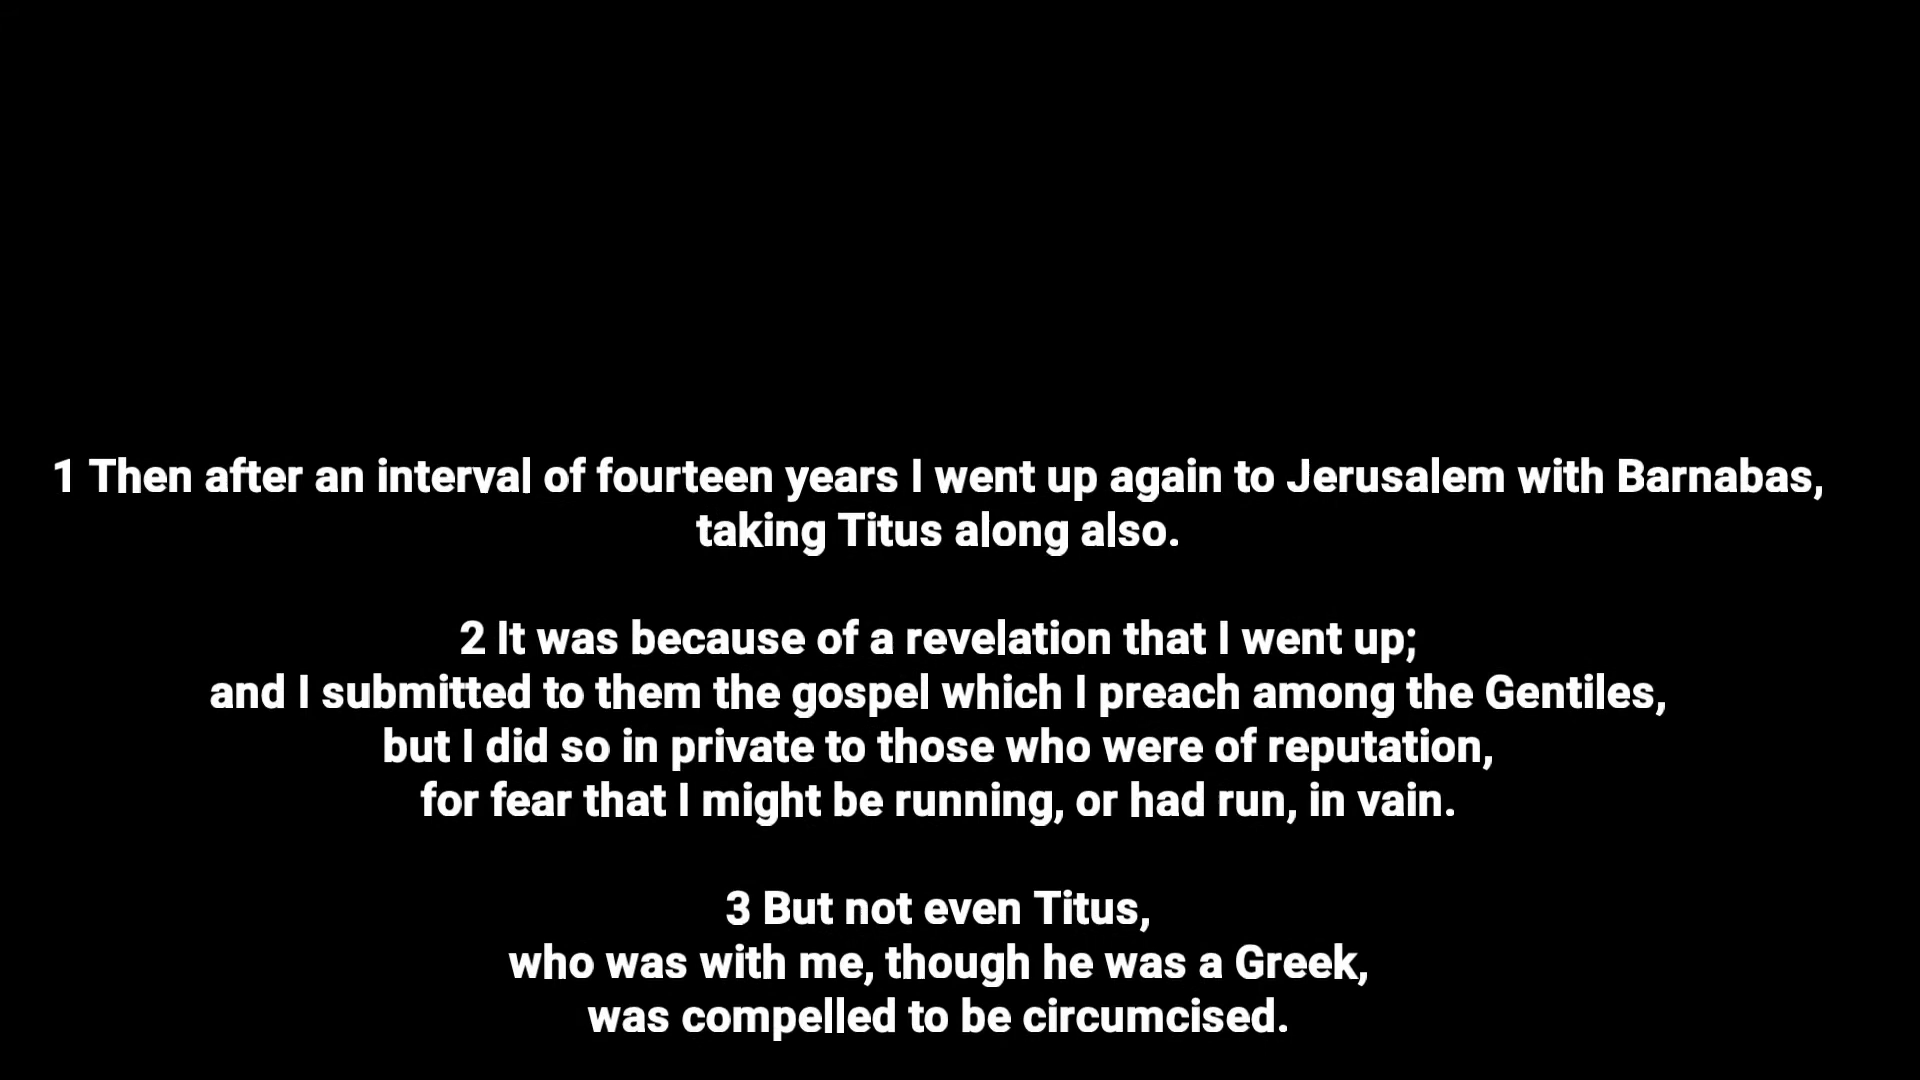 1 Then after an interval of fourteen years I went up again to Jerusalem with Barnabas,
taking Titus along also.
2 It was because of a revelation that I went up;
and I submitted to them the gospel which I preach among the Gentiles,
but I did so in private to those who were of reputation,
for fear that I might be running, or had run, in vain.
3 But not even Titus,
who was with me, though he was a Greek,
was compelled to be circumcised.